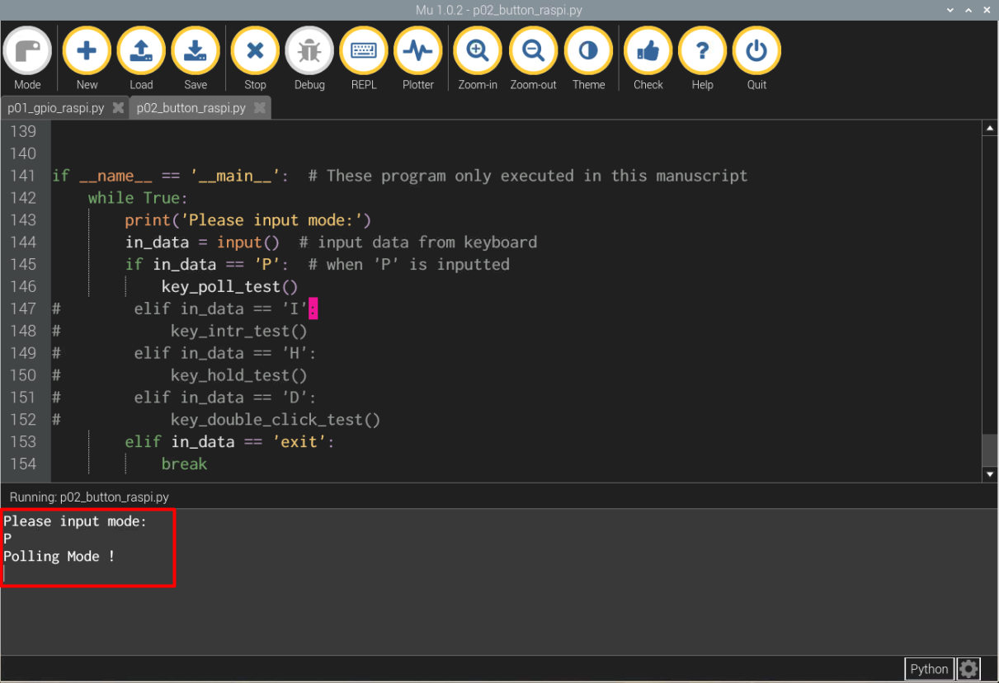 Mu 1.0.2 - p02_button_raspi.py
Mode New Load Save Stop Debug REPL Plotter Zoom-in Zoom-out Theme Check Help Quit
p01_gpio_raspi.py p02_button_raspi.py
139
140
141 if __name__ == '__main__':  # These program only executed in this manuscript
142     while True:
143         print('Please input mode:')
144         in_data = input()  # input data from keyboard
145         if in_data == 'P':  # when 'P' is inputted
146             key_poll_test()
147 #        elif in_data == 'I':
148 #            key_intr_test()
149 #        elif in_data == 'H':
150 #            key_hold_test()
151 #        elif in_data == 'D':
152 #            key_double_click_test()
153         elif in_data == 'exit':
154             break
Running: p02_button_raspi.py
Please input mode:
P
Polling Mode !
Python